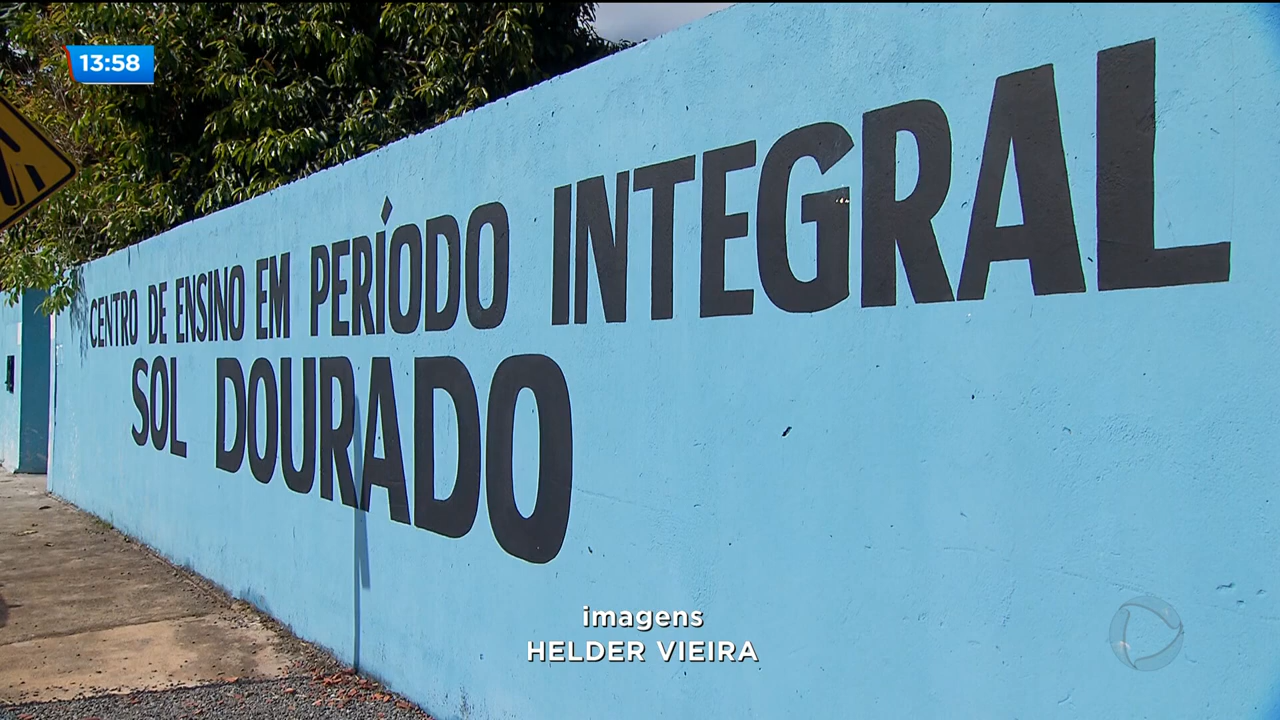 13:58
CENTRO DE ENSINO EM PERÍODO INTEGRAL
SOL DOURADO
imagens
HELDER VIEIRA